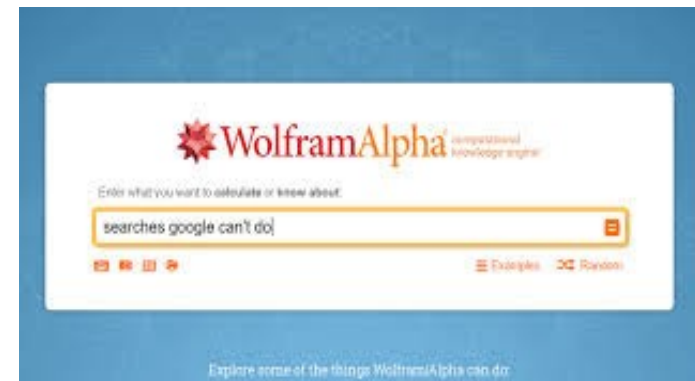 WolframAlpha computational
knowledge engine
Enter what you want to calculate or know about:
searches google can't do
Examples Random
Explore some of the things WolframAlpha can do: